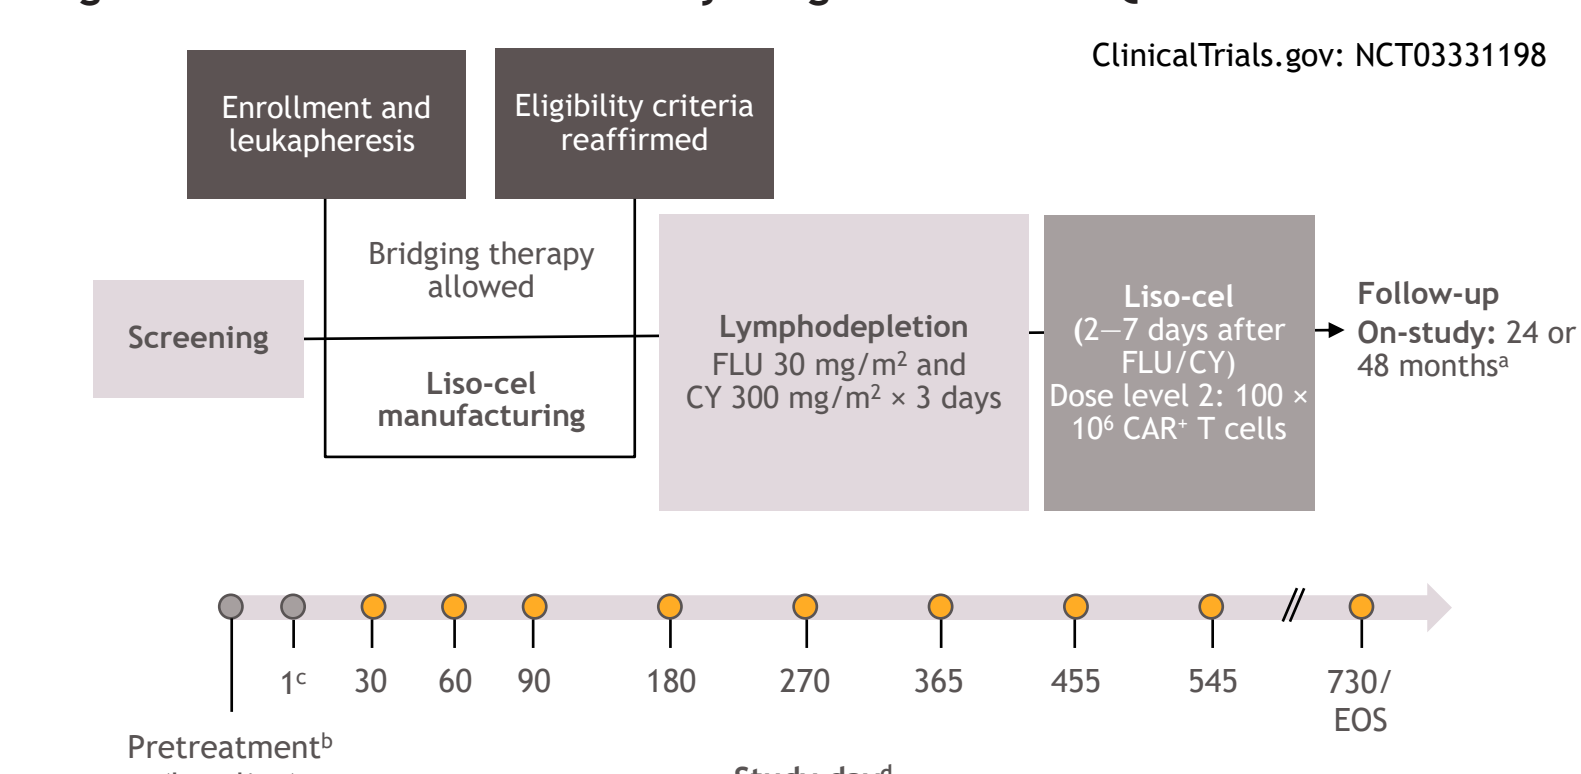 ClinicalTrials.gov: NCT03331198
Enrollment and
leukapheresis
Eligibility criteria
reaffirmed
Bridging therapy
allowed
Screening
Liso-cel
manufacturing
Lymphodepletion
FLU 30 mg/m² and
CY 300 mg/m² × 3 days
Liso-cel
(2—7 days after
FLU/CY)
Dose level 2: 100 ×
10⁶ CAR⁺ T cells
Follow-up
On-study: 24 or
48 monthsᵃ
1ᶜ 30 60 90 180 270 365 455 545 730/
EOS
Pretreatmentᵇ
Study dayᵈ